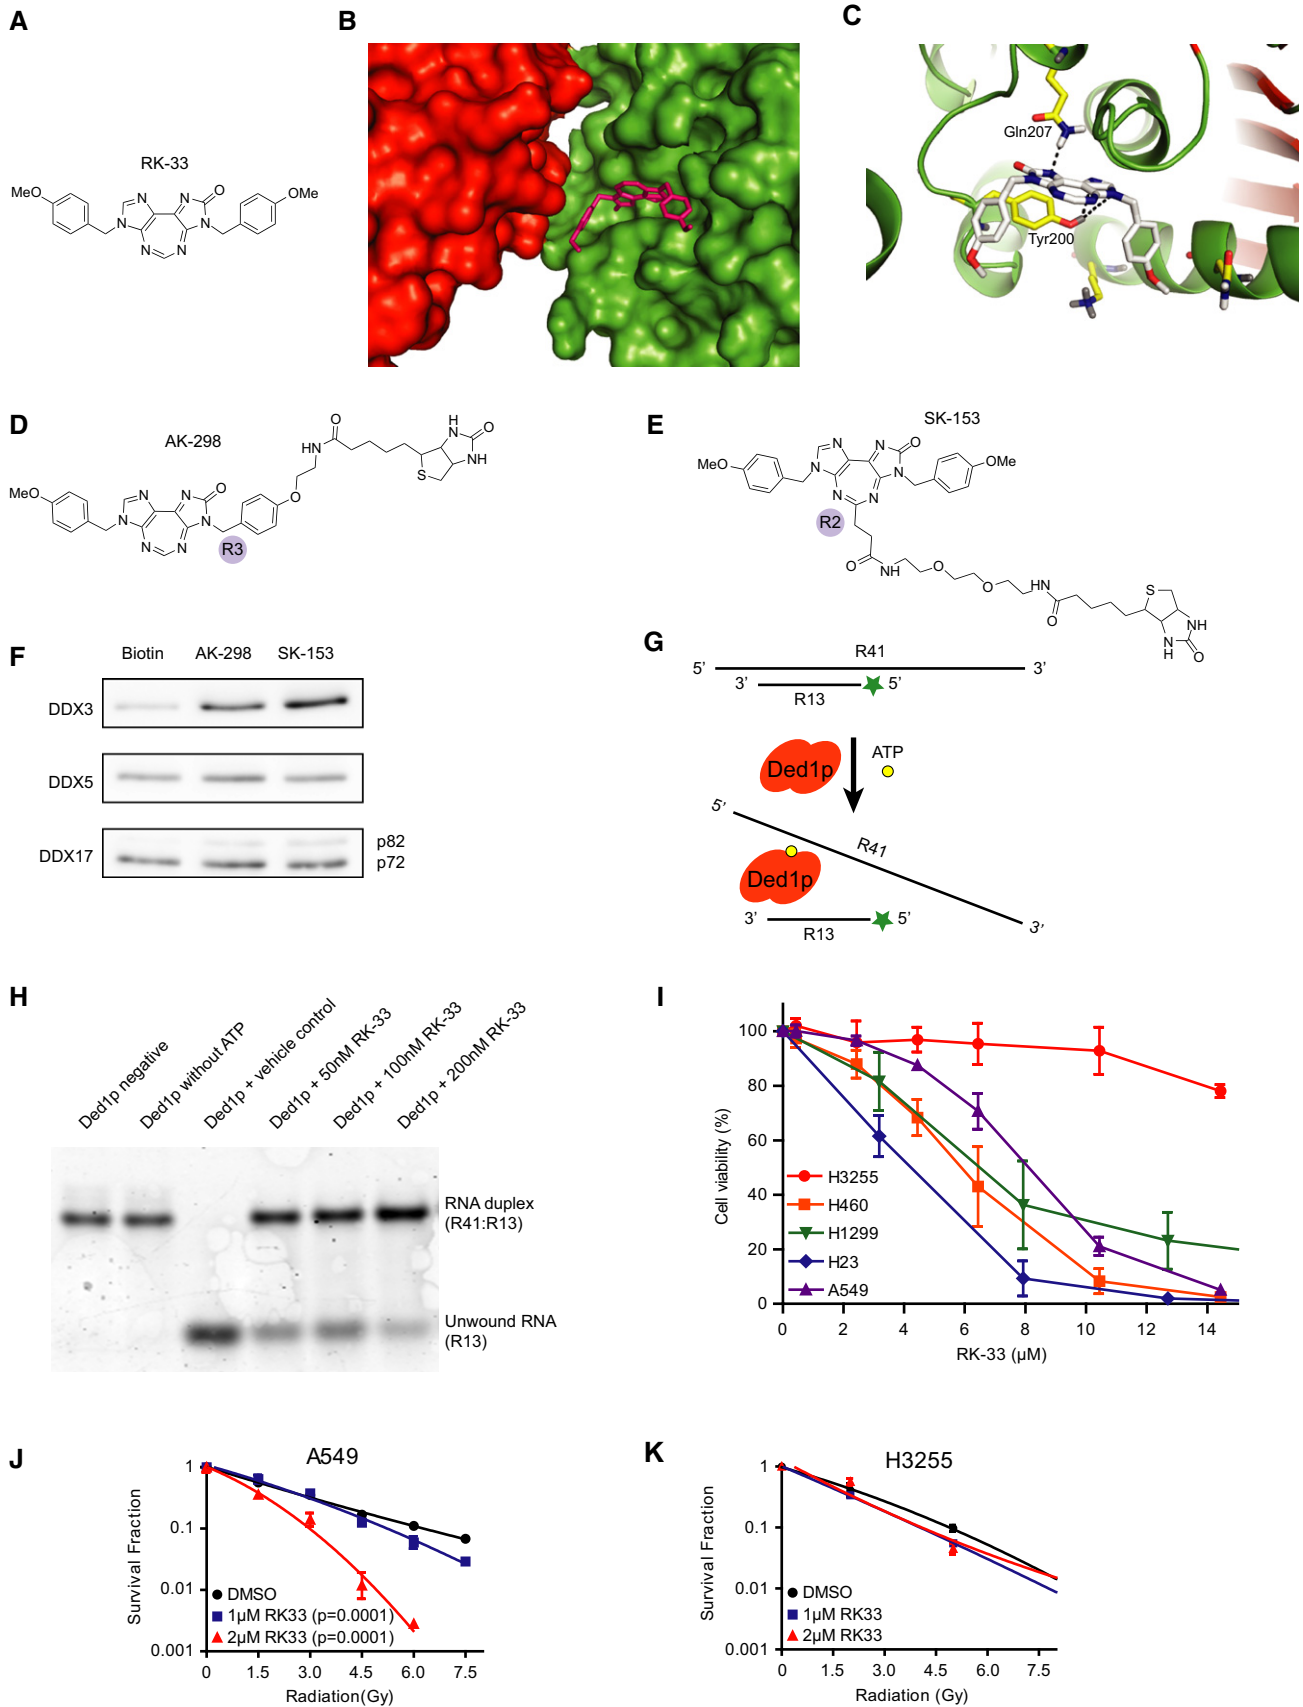 A
RK-33
MeO
N
N
O
OMe
N
N
N
N
B
C
Gln207
Tyr200
D
AK-298
O
NH
H
N
O
NH
S
MeO
N
N
O
O
N
N
N
N
R3
E
SK-153
N
N
O
MeO
OMe
N
N
N
N
R2
O
NH
O
O
HN
O
S
NH
N
H
O
F
Biotin
AK-298
SK-153
DDX3
DDX5
DDX17
p82
p72
G
R41
5’
3’
3’
R13
5’
Ded1p
ATP
5’
R41
Ded1p
3’
R13
5’
3’
H
Ded1p negative
Ded1p without ATP
Ded1p + vehicle control
Ded1p + 50nM RK-33
Ded1p + 100nM RK-33
Ded1p + 200nM RK-33
RNA duplex
(R41:R13)
Unwound RNA
(R13)
I
Cell viability (%)
100
80
60
40
20
0
H3255
H460
H1299
H23
A549
0 2 4 6 8 10 12 14
RK-33 (µM)
J
A549
Survival Fraction
1
0.1
0.01
0.001
DMSO
1µM RK33 (p=0.0001)
2µM RK33 (p=0.0001)
0 1.5 3.0 4.5 6.0 7.5
Radiation(Gy)
K
H3255
Survival Fraction
1
0.1
0.01
0.001
DMSO
1µM RK33
2µM RK33
0 1.5 3.0 4.5 6.0 7.5
Radiation (Gy)